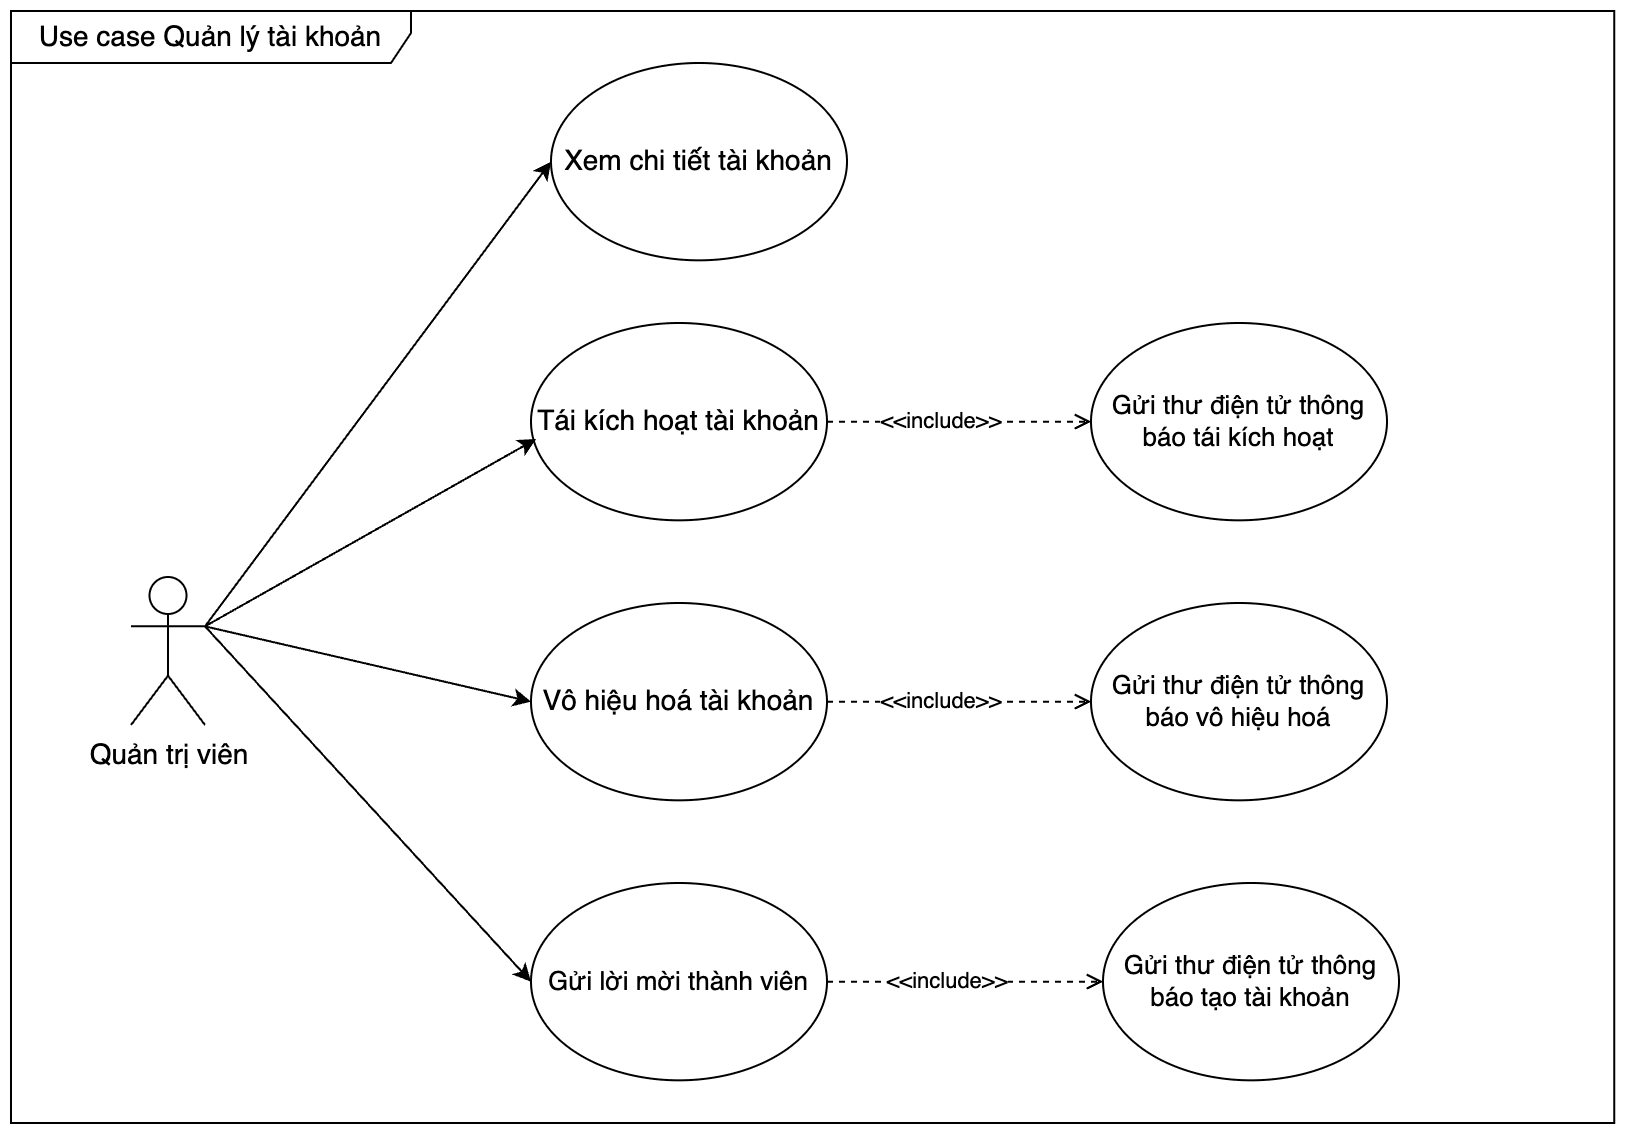 Use case Quản lý tài khoản
Xem chi tiết tài khoản
Tái kích hoạt tài khoản
<<include>>
Gửi thư điện tử thông
báo tái kích hoạt
Quản trị viên
Vô hiệu hoá tài khoản
<<include>>
Gửi thư điện tử thông
báo vô hiệu hoá
Gửi lời mời thành viên
<<include>>
Gửi thư điện tử thông
báo tạo tài khoản